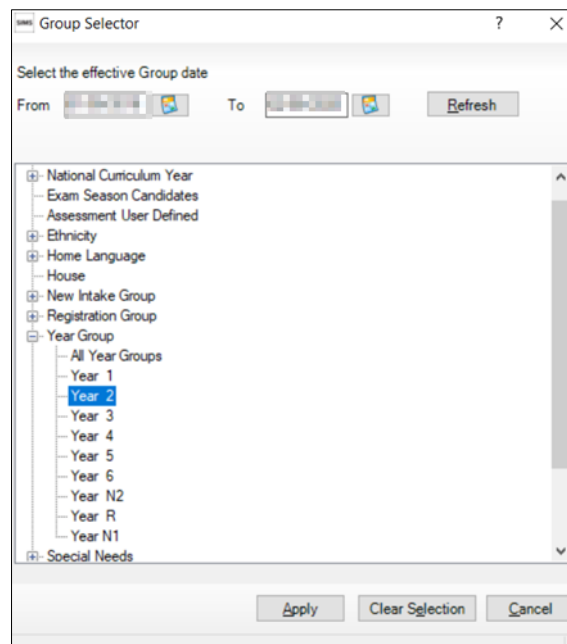 SIMS Group Selector ?
Select the effective Group date
From To Refresh
National Curriculum Year
Exam Season Candidates
Assessment User Defined
Ethnicity
Home Language
House
New Intake Group
Registration Group
Year Group
All Year Groups
Year 1
Year 2
Year 3
Year 4
Year 5
Year 6
Year N2
Year R
Year N1
Special Needs
Apply Clear Selection Cancel